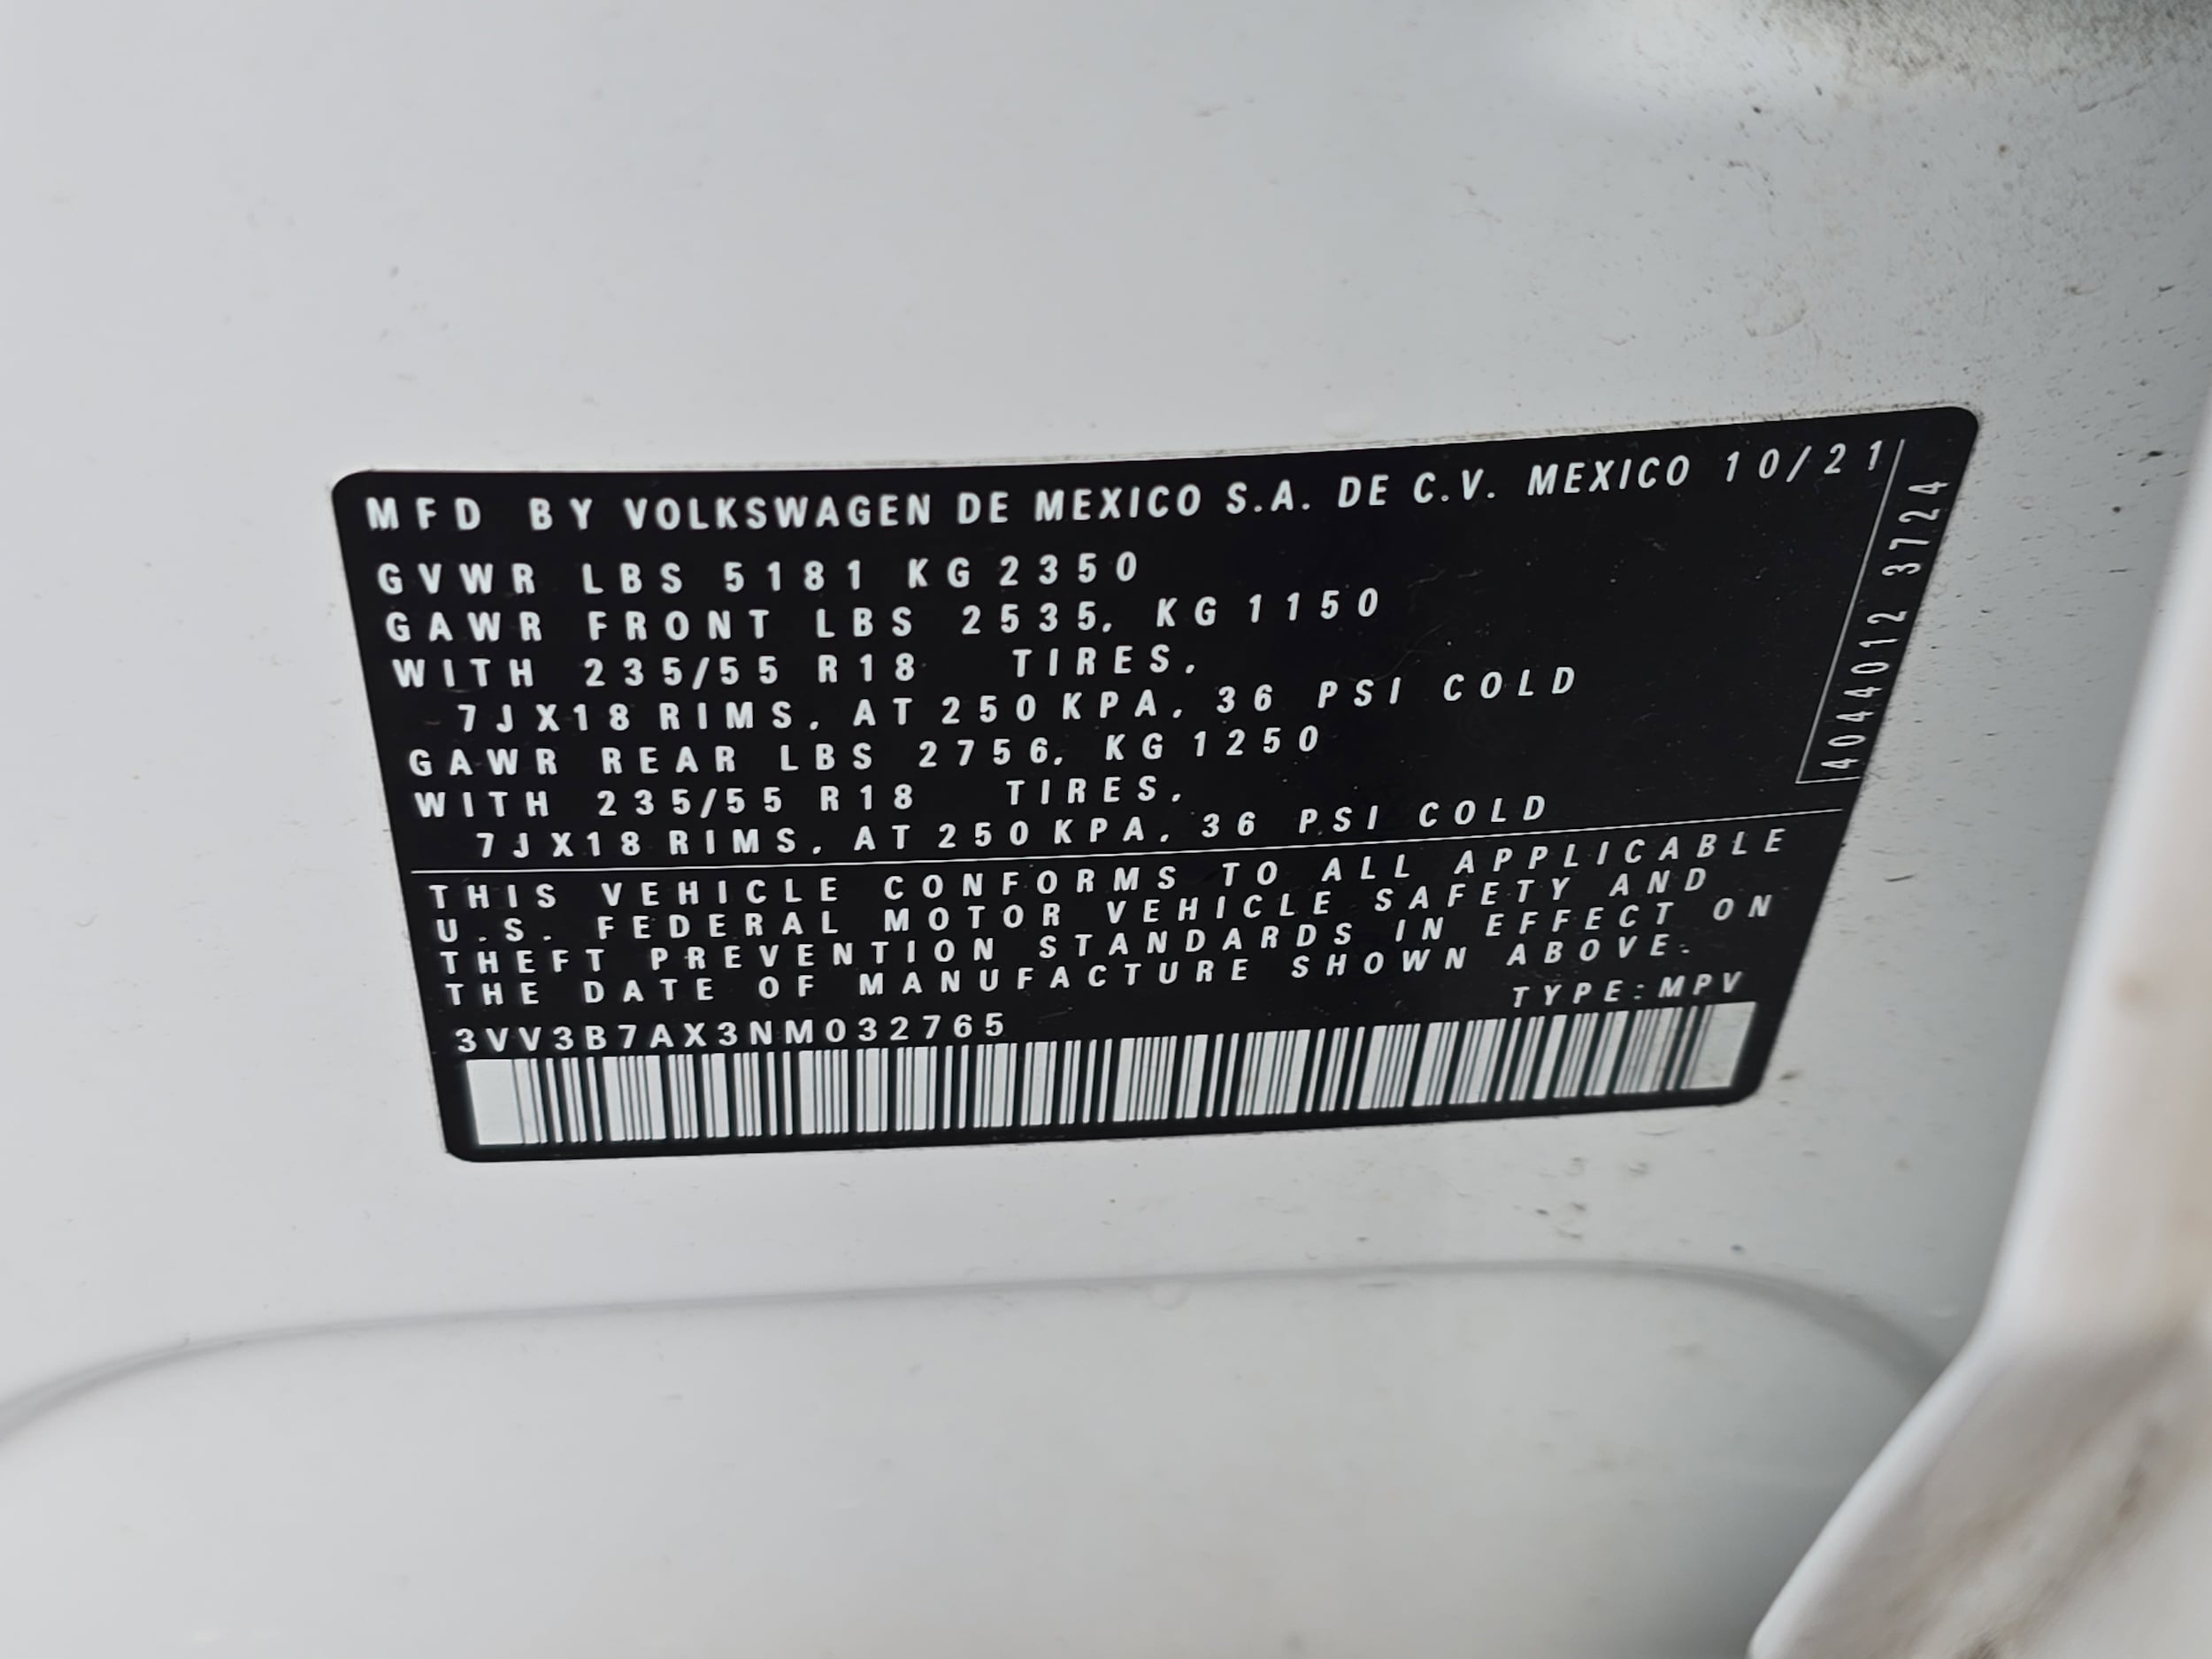 MFD BY VOLKSWAGEN DE MEXICO S.A. DE C.V. MEXICO 10/21
GVWR LBS 5181 KG 2350
GAWR FRONT LBS 2535, KG 1150
WITH 235/55 R18 TIRES,
7JX18 RIMS, AT 250 KPA, 36 PSI COLD
GAWR REAR LBS 2756, KG 1250
WITH 235/55 R18 TIRES,
7JX18 RIMS, AT 250 KPA, 36 PSI COLD
4044012 3724
THIS VEHICLE CONFORMS TO ALL APPLICABLE
U.S. FEDERAL MOTOR VEHICLE SAFETY AND
THEFT PREVENTION STANDARDS IN EFFECT ON
THE DATE OF MANUFACTURE SHOWN ABOVE.
TYPE:MPV
3VV3B7AX3NM032765